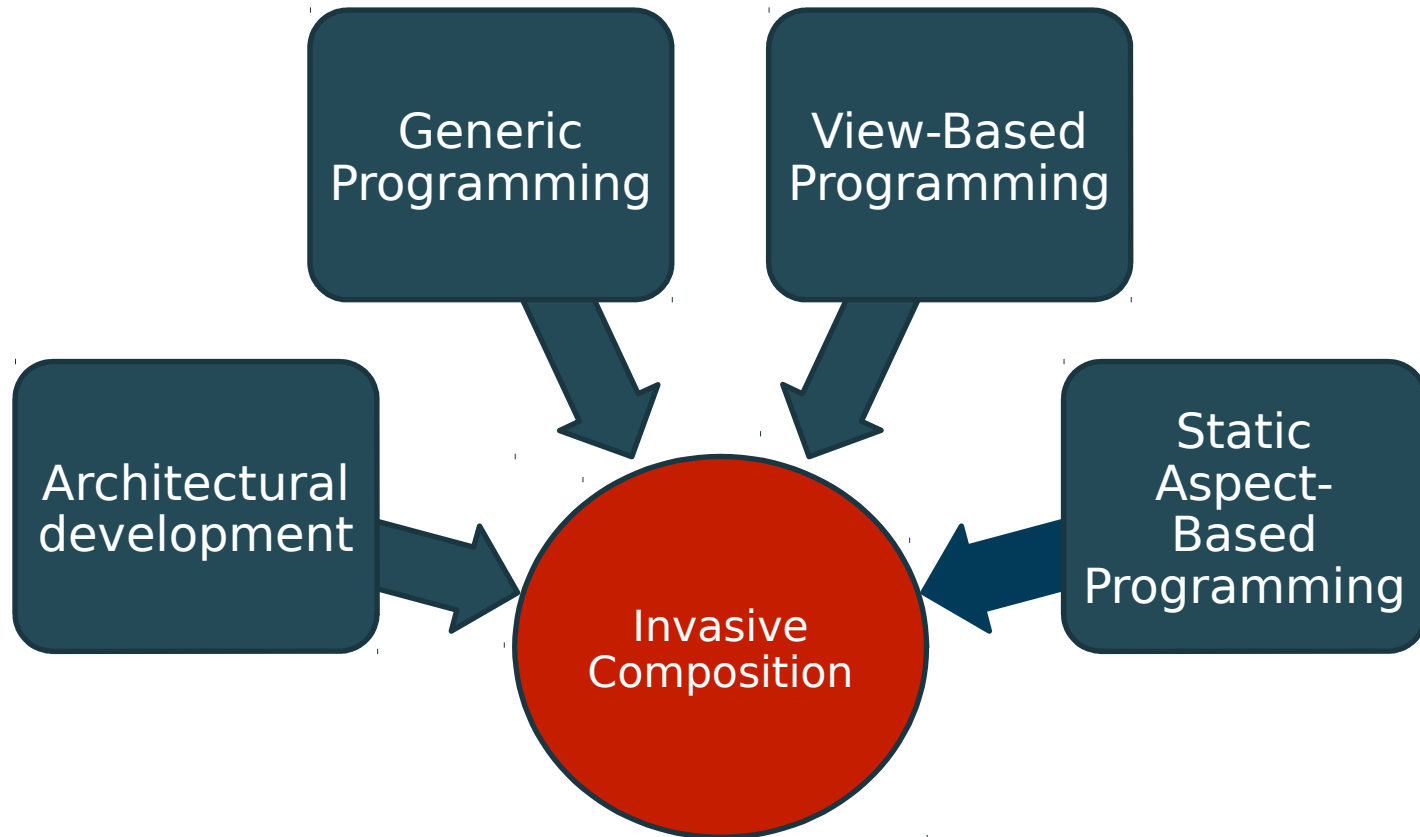 Generic
Programming
View-Based
Programming
Architectural
development
Static
Aspect-
Based
Programming
Invasive
Composition